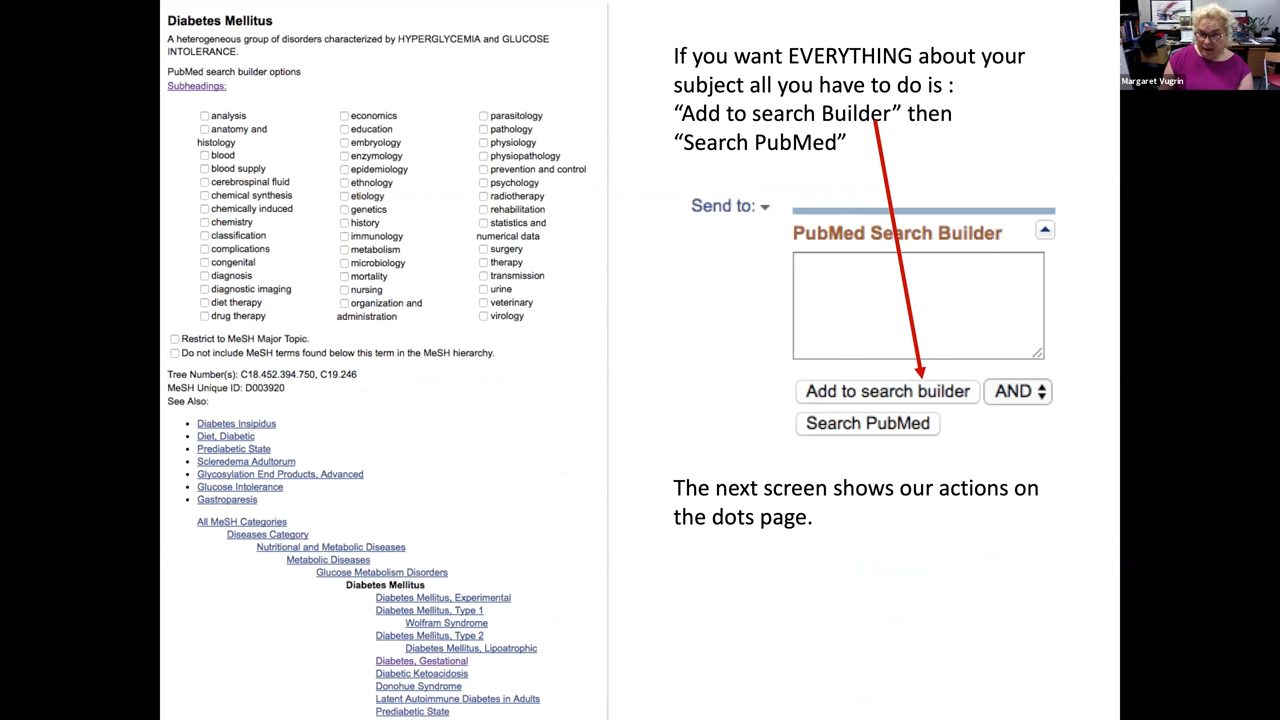 Diabetes Mellitus
A heterogeneous group of disorders characterized by HYPERGLYCEMIA and GLUCOSE
INTOLERANCE.
PubMed search builder options
Subheadings:
analysis
anatomy and
histology
blood
blood supply
cerebrospinal fluid
chemical synthesis
chemically induced
chemistry
classification
complications
congenital
diagnosis
diagnostic imaging
diet therapy
drug therapy
economics
education
embryology
enzymology
epidemiology
ethnology
etiology
genetics
history
immunology
metabolism
microbiology
mortality
nursing
organization and
administration
parasitology
pathology
physiology
physiopathology
prevention and control
psychology
radiotherapy
rehabilitation
statistics and
numerical data
surgery
therapy
transmission
urine
veterinary
virology
Restrict to MeSH Major Topic.
Do not include MeSH terms found below this term in the MeSH hierarchy.
Tree Number(s): C18.452.394.750, C19.246
MeSH Unique ID: D003920
See Also:
Diabetes Insipidus
Diet, Diabetic
Prediabetic State
Scleredema Adultorum
Glycosylation End Products, Advanced
Glucose Intolerance
Gastroparesis
All MeSH Categories
Diseases Category
Nutritional and Metabolic Diseases
Metabolic Diseases
Glucose Metabolism Disorders
Diabetes Mellitus
Diabetes Mellitus, Experimental
Diabetes Mellitus, Type 1
Wolfram Syndrome
Diabetes Mellitus, Type 2
Diabetes Mellitus, Lipoatrophic
Diabetes, Gestational
Diabetic Ketoacidosis
Donohue Syndrome
Latent Autoimmune Diabetes in Adults
Prediabetic State
If you want EVERYTHING about your
subject all you have to do is :
“Add to search Builder” then
“Search PubMed”
Send to:
PubMed Search Builder
Add to search builder
AND
Search PubMed
The next screen shows our actions on
the dots page.
Margaret Vugrin